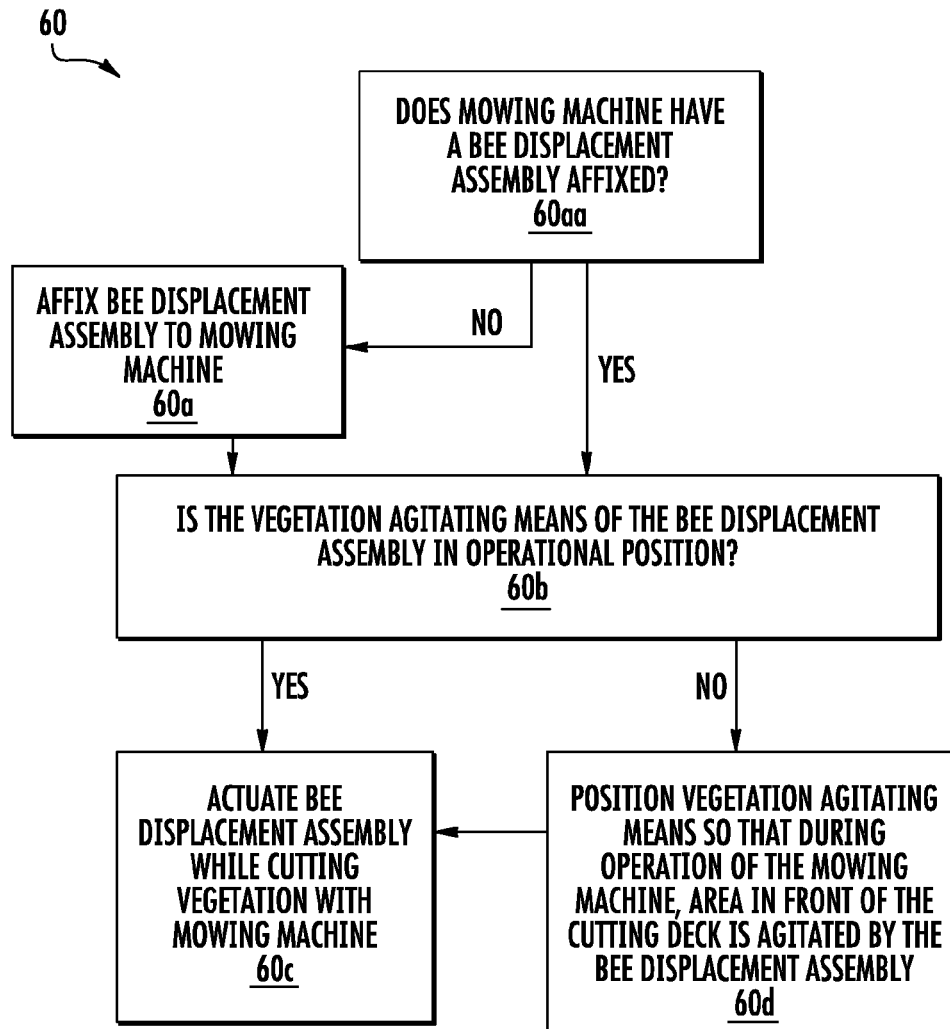 60
DOES MOWING MACHINE HAVE
A BEE DISPLACEMENT
ASSEMBLY AFFIXED?
60aa
AFFIX BEE DISPLACEMENT
ASSEMBLY TO MOWING
MACHINE
60a
NO
YES
IS THE VEGETATION AGITATING MEANS OF THE BEE DISPLACEMENT
ASSEMBLY IN OPERATIONAL POSITION?
60b
YES
NO
ACTUATE BEE
DISPLACEMENT ASSEMBLY
WHILE CUTTING
VEGETATION WITH
MOWING MACHINE
60c
POSITION VEGETATION AGITATING
MEANS SO THAT DURING
OPERATION OF THE MOWING
MACHINE, AREA IN FRONT OF THE
CUTTING DECK IS AGITATED BY THE
BEE DISPLACEMENT ASSEMBLY
60d